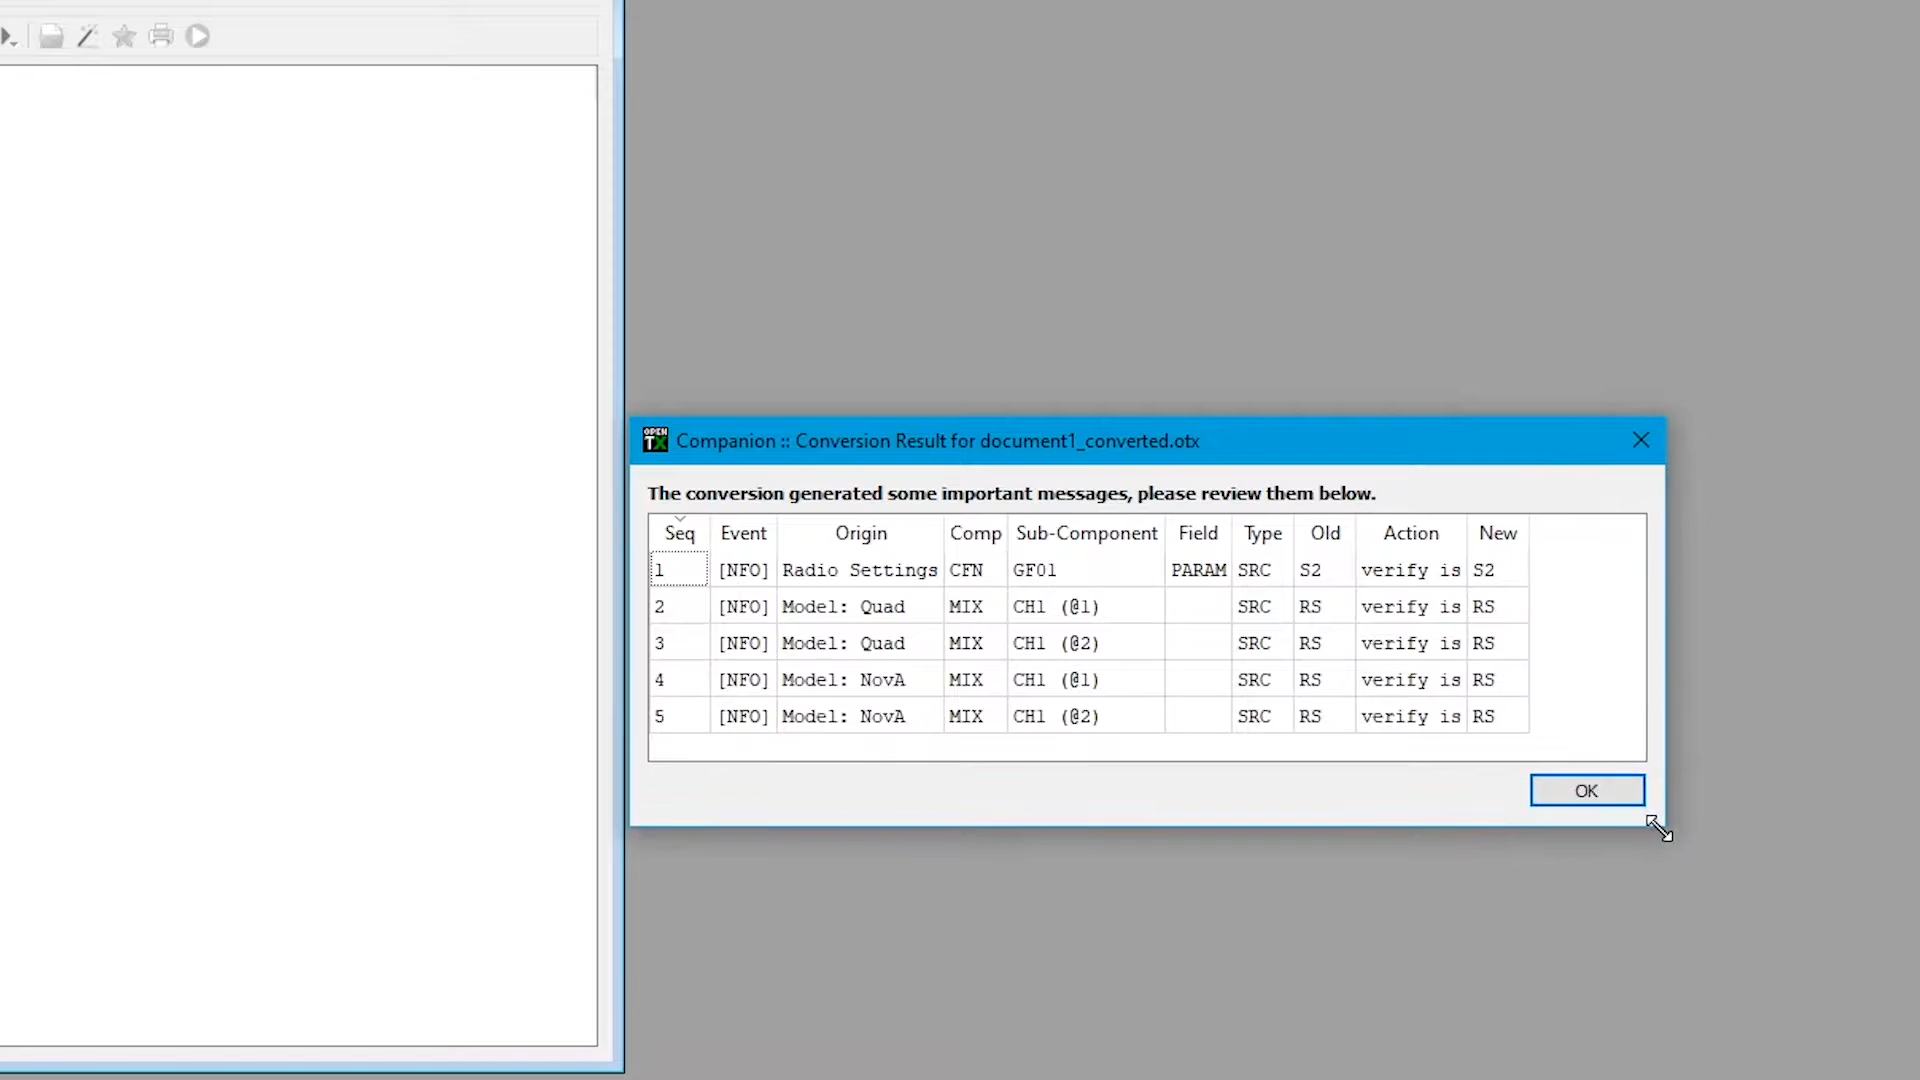 OPEN
TX
Companion :: Conversion Result for document1_converted.otx
The conversion generated some important messages, please review them below.
Seq Event Origin Comp Sub-Component Field Type Old Action New
1 [NFO] Radio Settings CFN GF01 PARAM SRC S2 verify is S2
2 [NFO] Model: Quad MIX CH1 (@1) SRC RS verify is RS
3 [NFO] Model: Quad MIX CH1 (@2) SRC RS verify is RS
4 [NFO] Model: NovA MIX CH1 (@1) SRC RS verify is RS
5 [NFO] Model: NovA MIX CH1 (@2) SRC RS verify is RS
OK